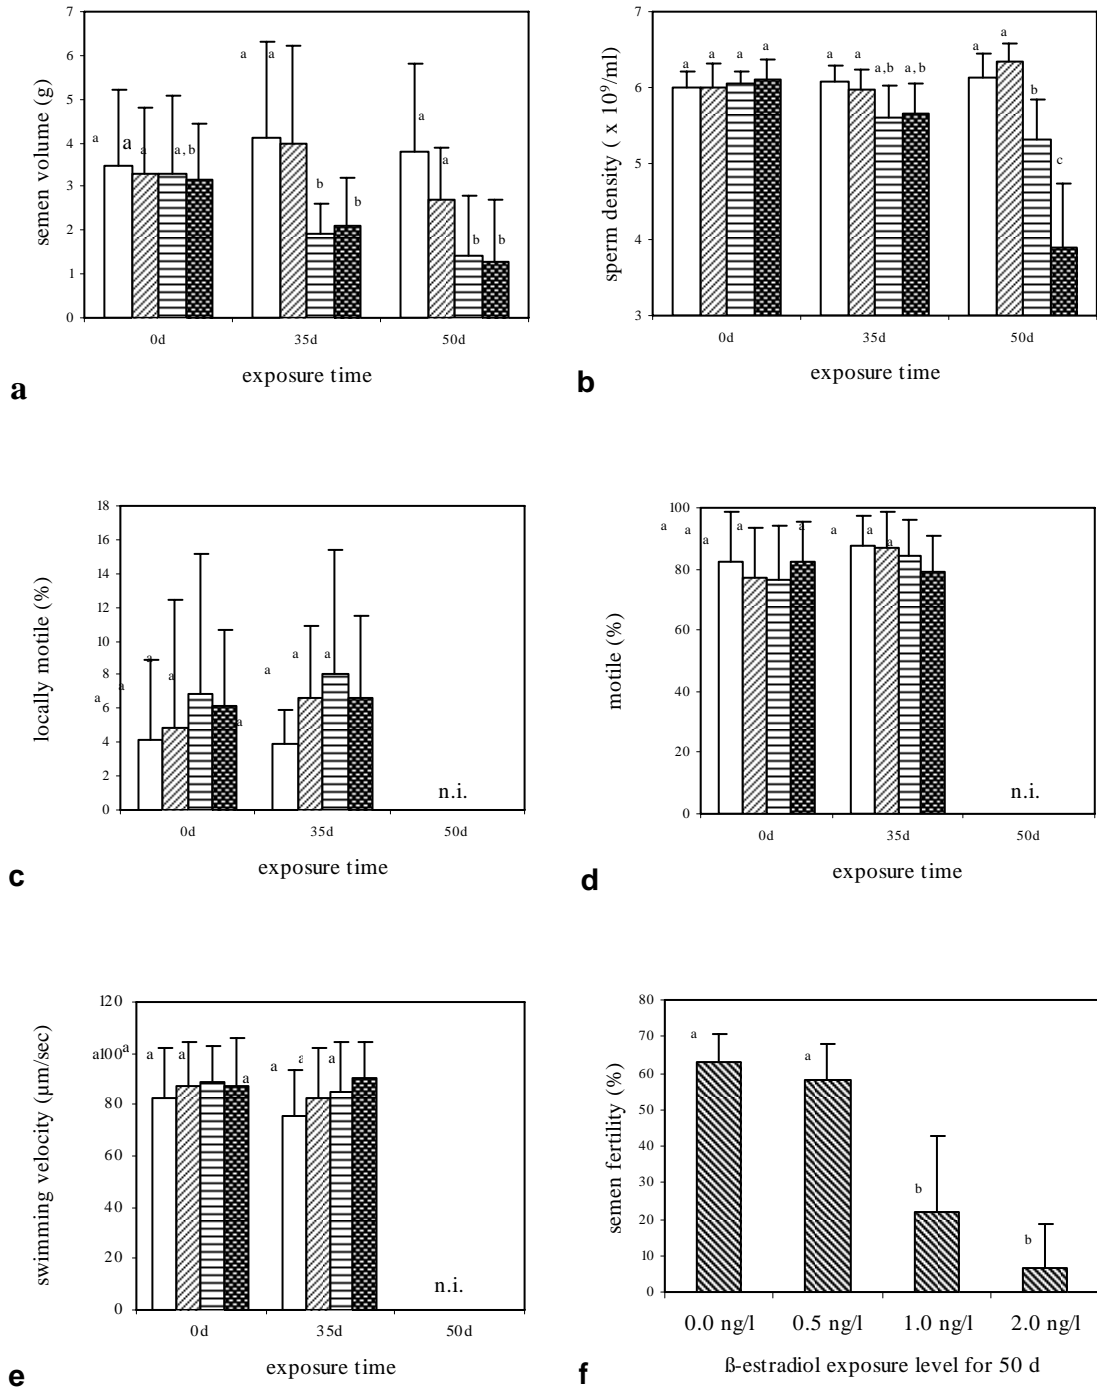 7
6
5
4
3
2
1
0
semen volume (g)
a a a a,b
a a b b
a a b b
0d 35d 50d
exposure time
a
7
6
5
4
3
sperm density ( x 10⁹/ml)
a a a a
a a a,b a,b
a a b c
0d 35d 50d
exposure time
b
18
16
14
12
10
8
6
4
2
0
locally motile (%)
a a a a
a a a a
n.i.
0d 35d 50d
exposure time
c
100
80
60
40
20
0
motile (%)
a a a a a
a a a
n.i.
0d 35d 50d
exposure time
d
120
100
80
60
40
20
0
swimming velocity (µm/sec)
a a a a
a a a a
n.i.
0d 35d 50d
exposure time
e
80
70
60
50
40
30
20
10
0
semen fertility (%)
a a b b
0.0 ng/l 0.5 ng/l 1.0 ng/l 2.0 ng/l
ß-estradiol exposure level for 50 d
f